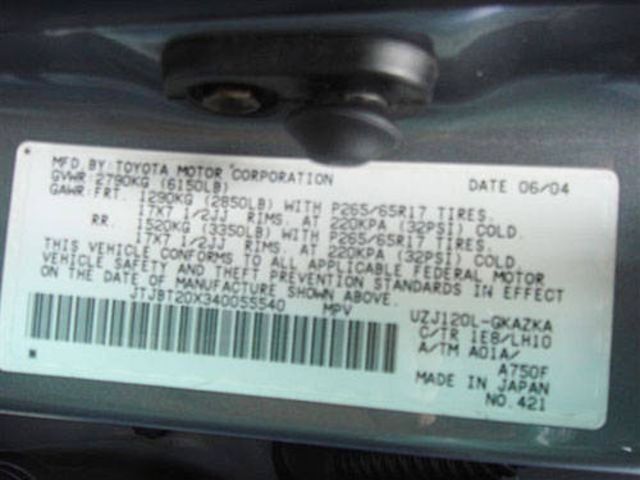 MFD. BY: TOYOTA MOTOR CORPORATION DATE 06/04
GVWR: 2790KG (6150LB)
GAWR: FRT. 1290KG (2850LB) WITH P265/65R17 TIRES.
17X7 1/2JJ RIMS. AT 220KPA (32PSI) COLD.
RR. 1520KG (3350LB) WITH P265/65R17 TIRES.
17X7 1/2JJ RIMS. AT 220KPA (32PSI) COLD.
THIS VEHICLE CONFORMS TO ALL APPLICABLE FEDERAL MOTOR
VEHICLE SAFETY AND THEFT PREVENTION STANDARDS IN EFFECT
ON THE DATE OF MANUFACTURE SHOWN ABOVE.
JTJBT20X340055540 MPV
UZJ120L-GKAZKA
C/TR 1E8/LH10
A/TM A01A/
A750F
MADE IN JAPAN
NO.421